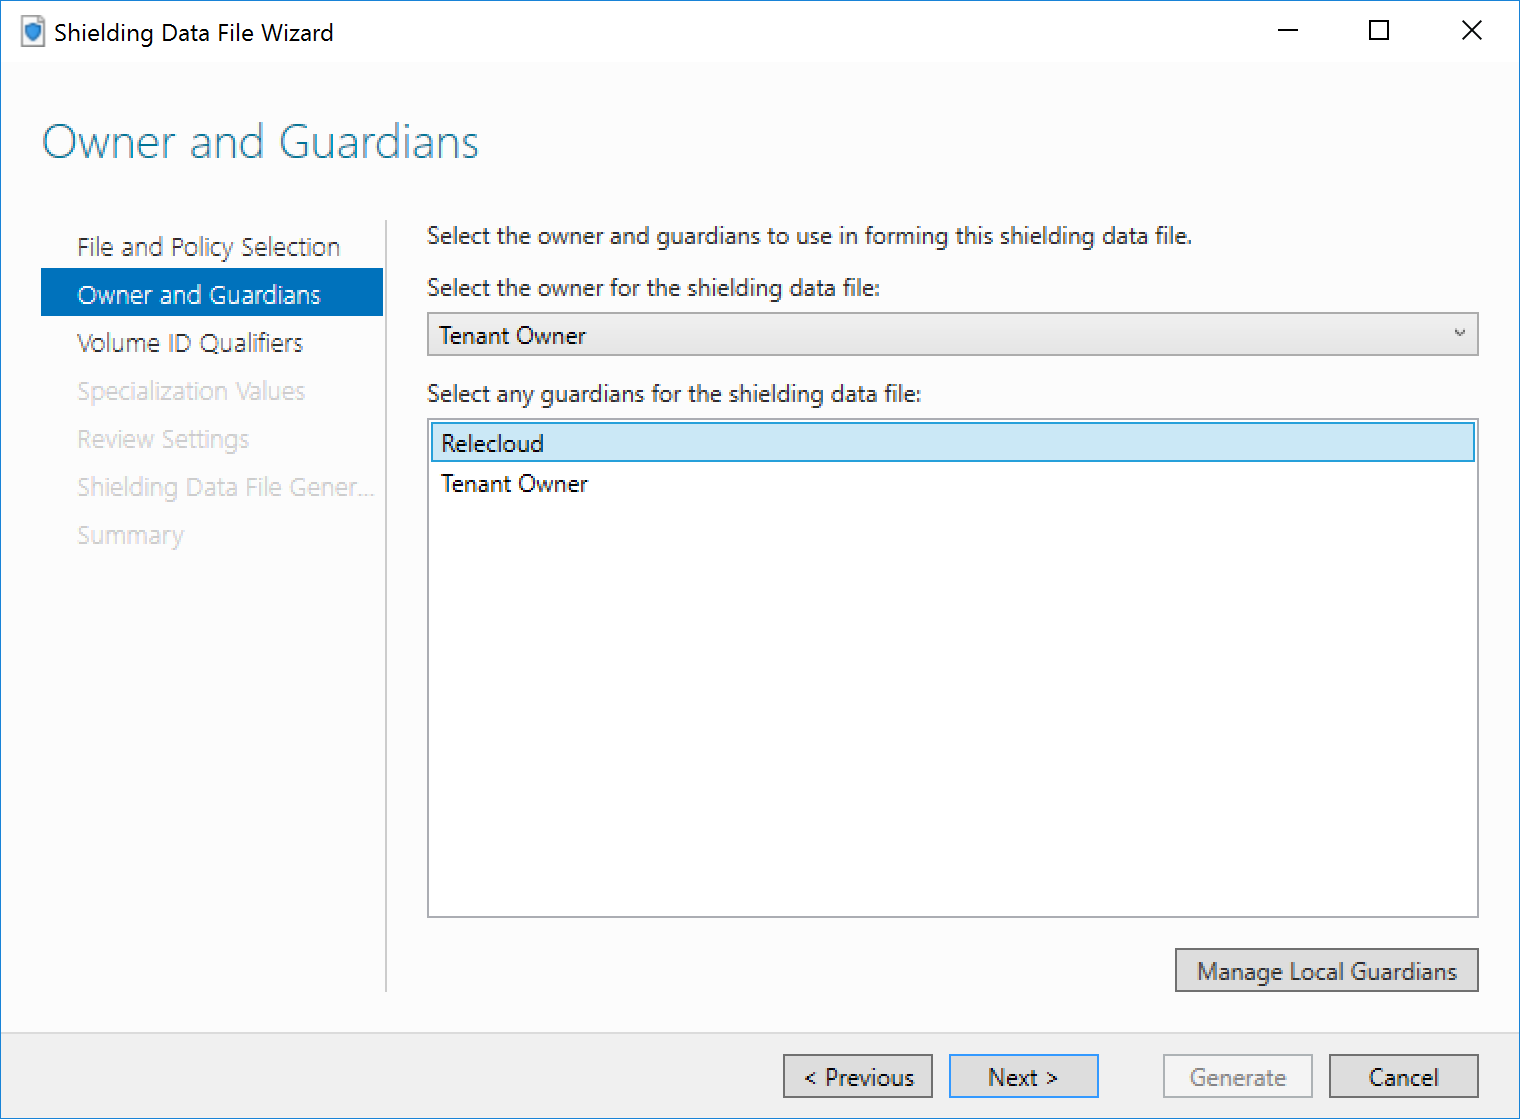 Shielding Data File Wizard
Owner and Guardians
File and Policy Selection
Owner and Guardians
Volume ID Qualifiers
Specialization Values
Review Settings
Shielding Data File Gener...
Summary
Select the owner and guardians to use in forming this shielding data file.
Select the owner for the shielding data file:
Tenant Owner
Select any guardians for the shielding data file:
Relecloud
Tenant Owner
Manage Local Guardians
< Previous
Next >
Generate
Cancel